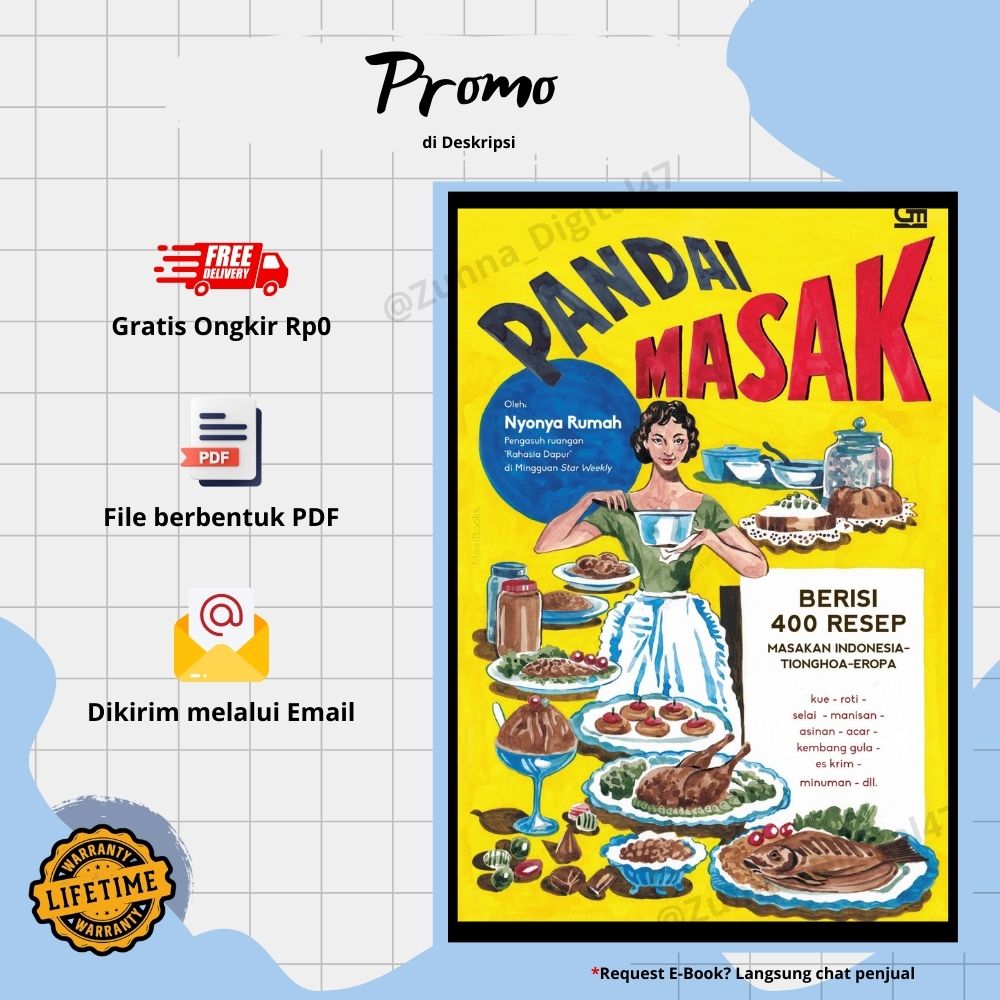 Promo
di Deskripsi
FREE
DELIVERY
Gratis Ongkir Rp0
PDF
File berbentuk PDF
@
Dikirim melalui Email
WARRANTY
LIFETIME
WARRANTY
@Zunna_Digital47
GM
PANDAI
MASAK
Oleh:
Nyonya Rumah
Pengasuh ruangan
"Rahasia Dapur"
di Mingguan Star Weekly
BERISI
400 RESEP
MASAKAN INDONESIA-
TIONGHOA-EROPA
kue - roti -
selai - manisan -
asinan - acar -
kembang gula -
es krim -
minuman - dll.
*Request E-Book? Langsung chat penjual